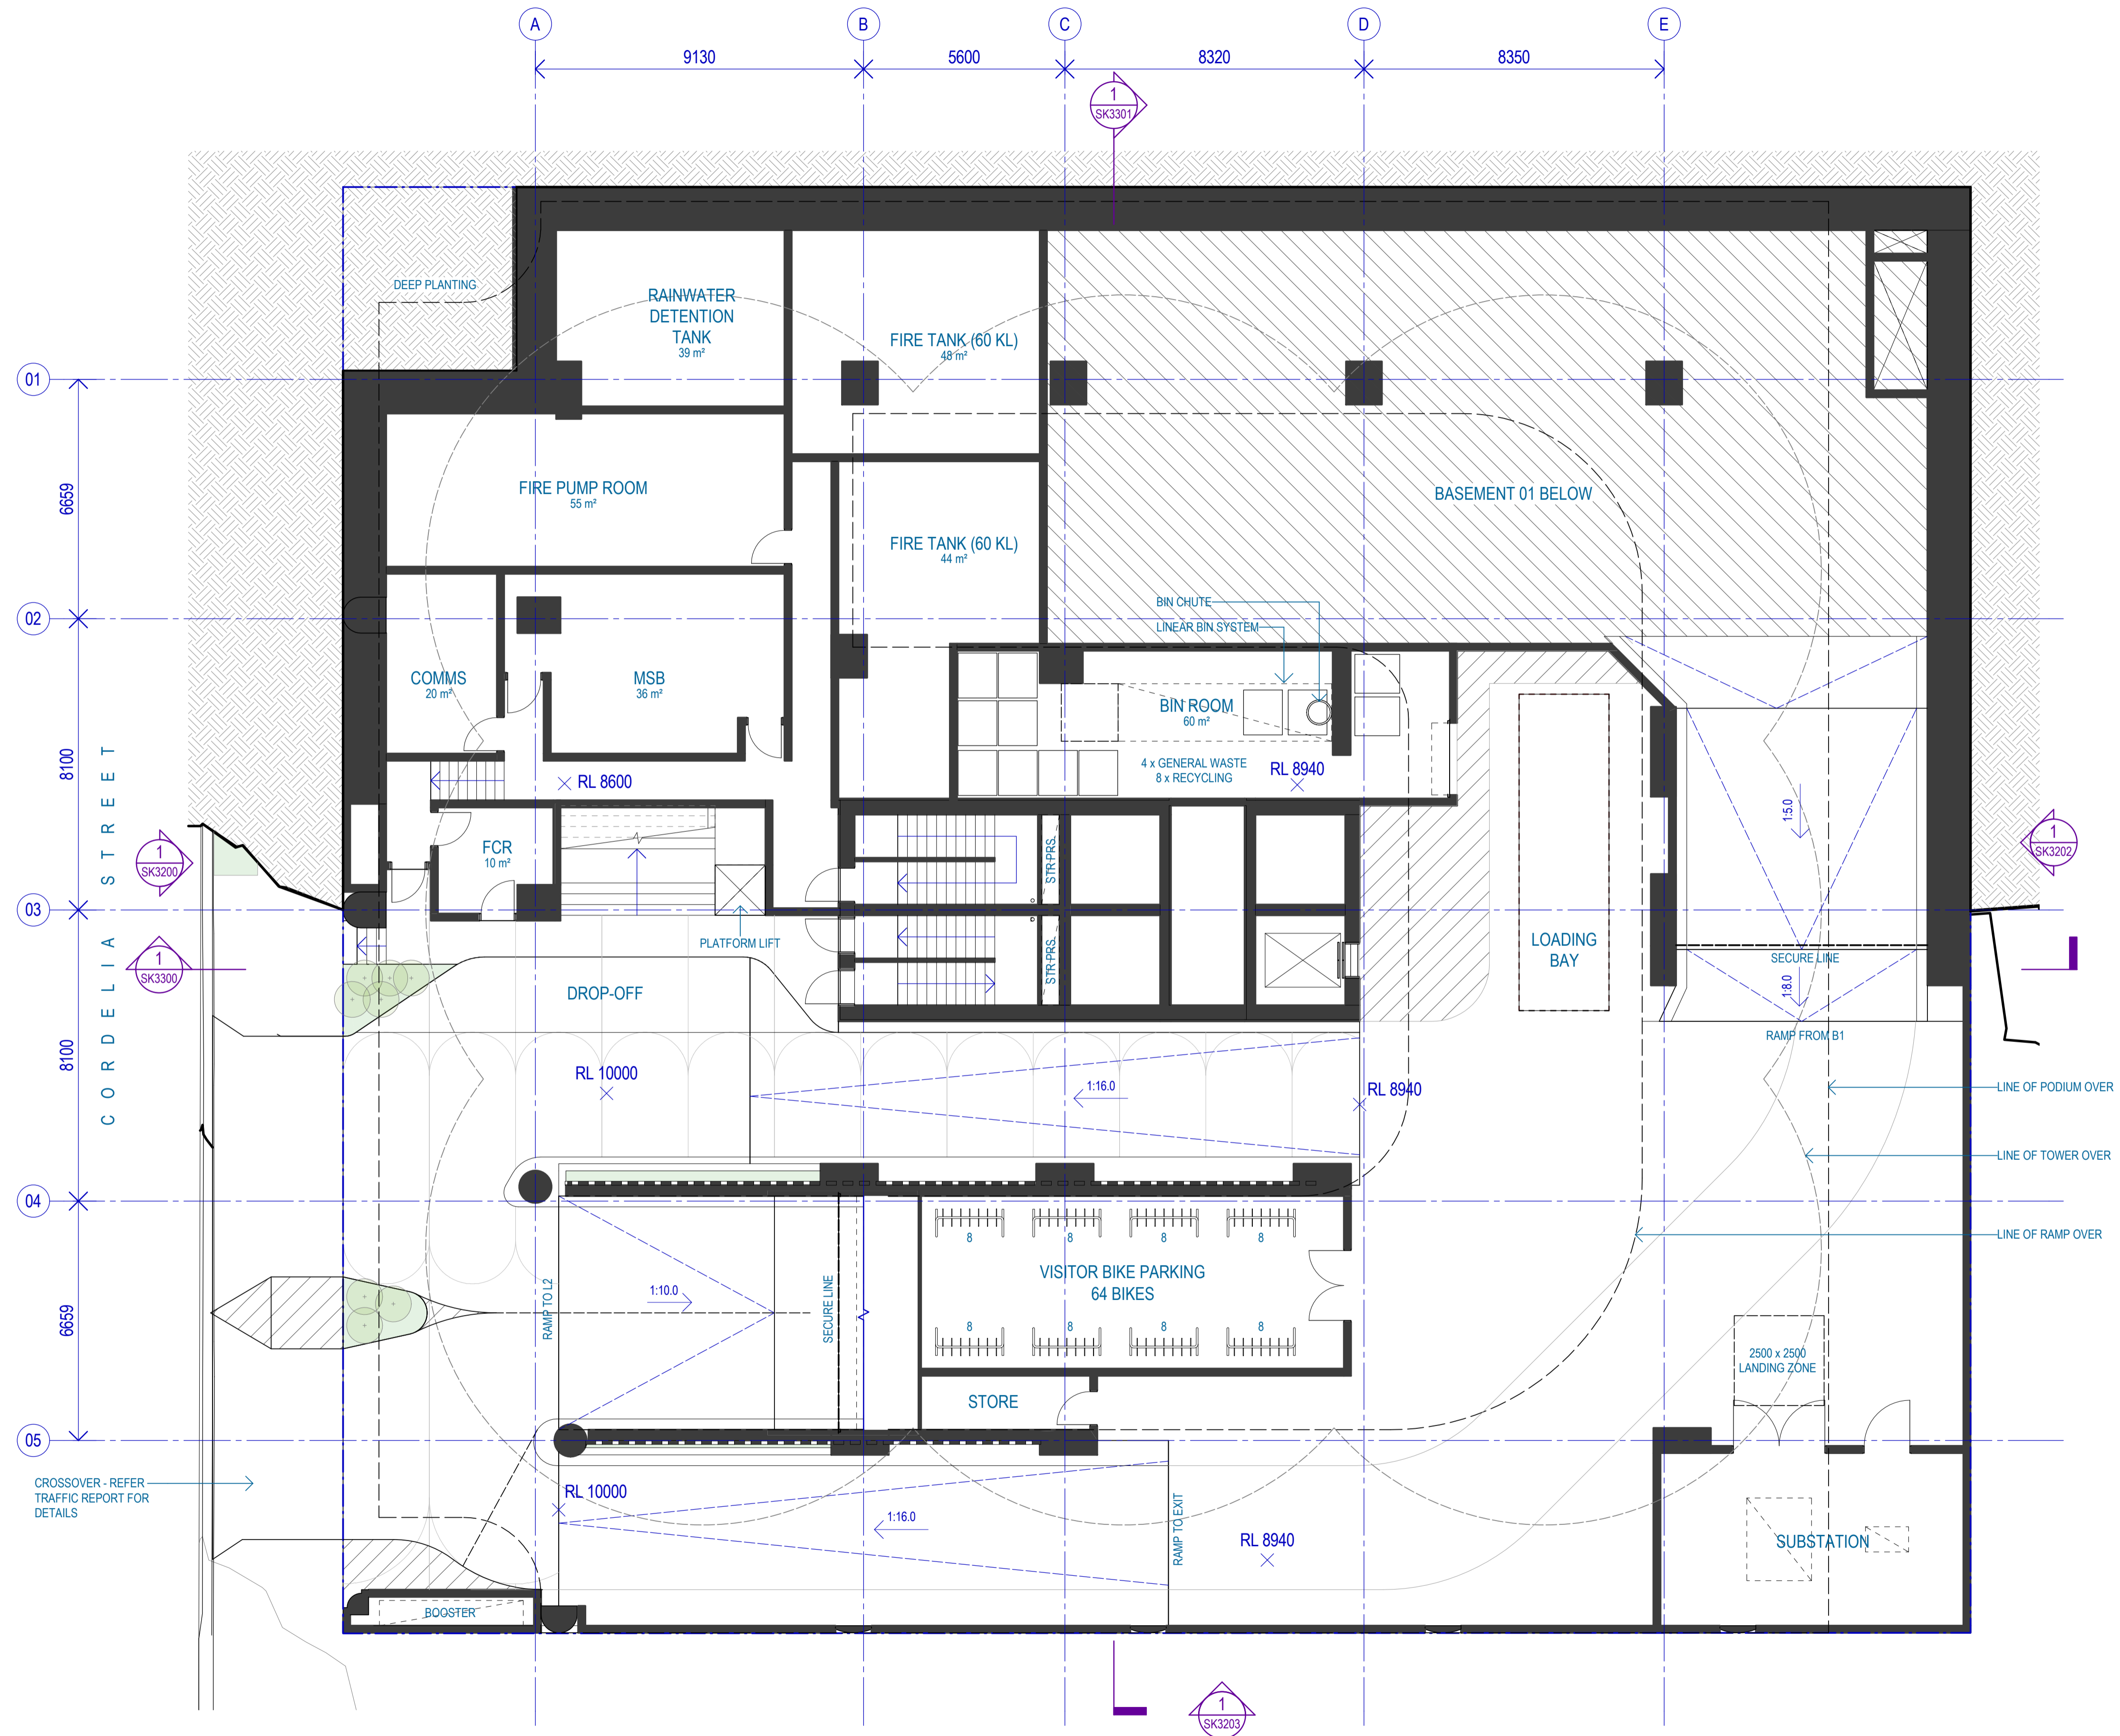 A
B
C
D
E
9130
5600
8320
8350
1
SK3301
DEEP PLANTING
RAINWATER
DETENTION
TANK
39 m²
FIRE TANK (60 KL)
48 m²
01
6659
FIRE PUMP ROOM
55 m²
BASEMENT 01 BELOW
FIRE TANK (60 KL)
44 m²
02
BIN CHUTE
LINEAR BIN SYSTEM
COMMS
20 m²
MSB
36 m²
BIN ROOM
60 m²
4 x GENERAL WASTE
8 x RECYCLING
RL 8940
RL 8600
8100
CORDELIA STREET
1:5.0
FCR
10 m²
STR PRS.
1
SK3200
1
SK3202
03
PLATFORM LIFT
STR PRS.
LOADING
BAY
SECURE LINE
1
SK3300
1:8.0
DROP-OFF
RAMP FROM B1
8100
RL 10000
1:16.0
RL 8940
LINE OF PODIUM OVER
LINE OF TOWER OVER
04
LINE OF RAMP OVER
8
8
8
8
VISITOR BIKE PARKING
64 BIKES
1:10.0
RAMP TO L2
SECURE LINE
6659
8
8
8
8
2500 x 2500
LANDING ZONE
STORE
05
CROSSOVER - REFER
TRAFFIC REPORT FOR
DETAILS
RL 10000
1:16.0
RAMP TO EXIT
RL 8940
SUBSTATION
BOOSTER
1
SK3203